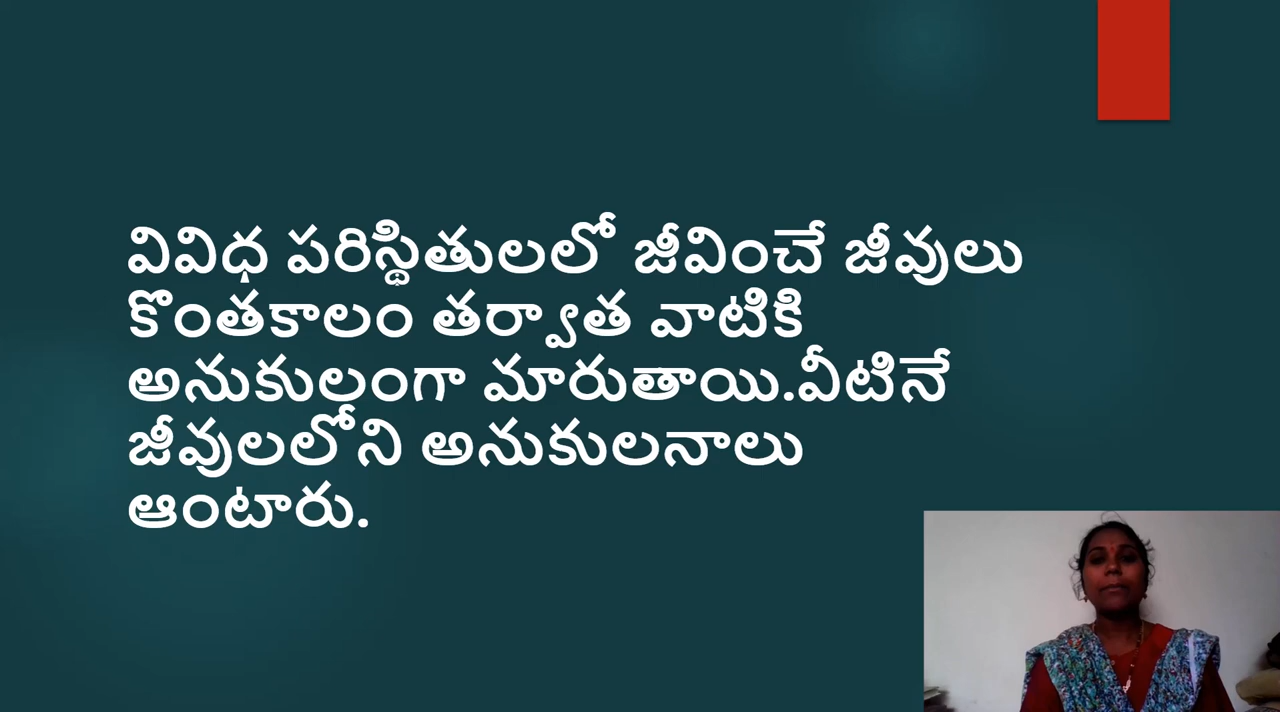 వివిధ పరిస్థితులలో జీవించే జీవులు
కొంతకాలం తర్వాత వాటికి
అనుకులంగా మారుతాయి.వీటినే
జీవులలోని అనుకులనాలు
ఆంటారు.